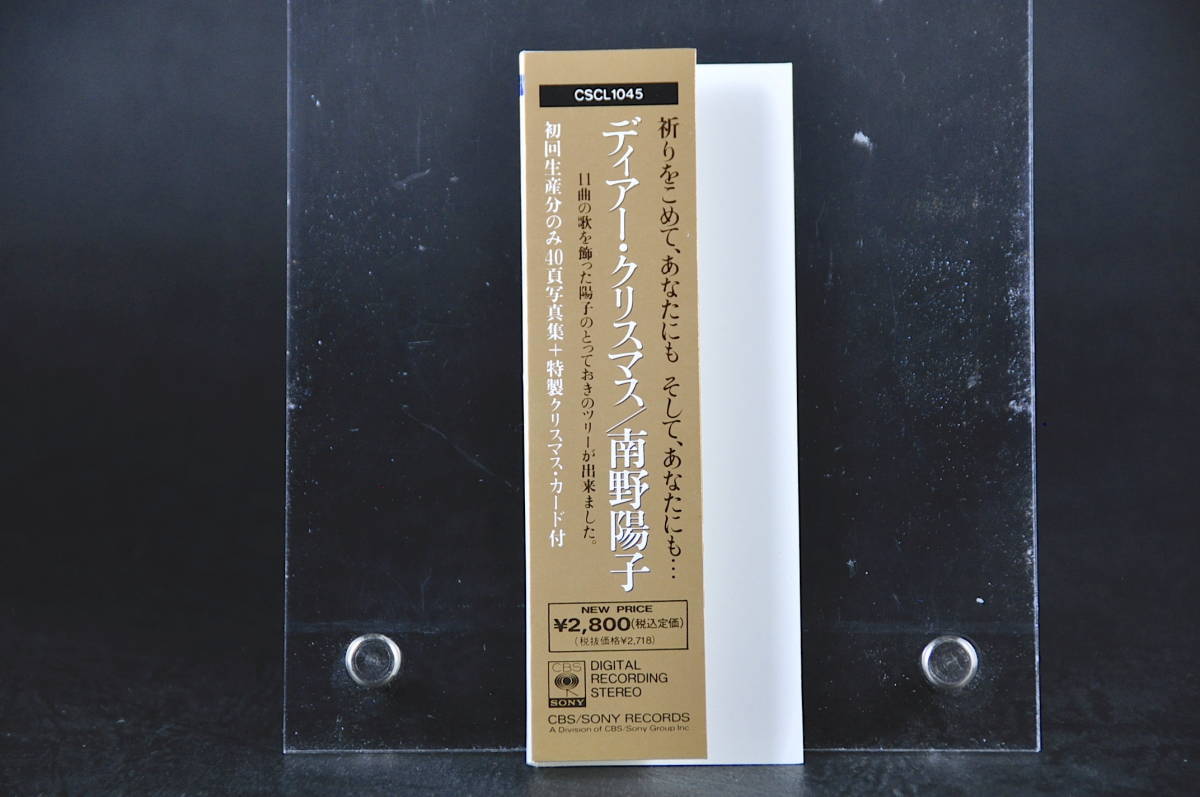 CSCL1045
祈りをこめて、あなたにも そして、あなたにも…
ディアー・クリスマス/南野陽子
11曲の歌を飾った陽子のとっておきのツリーが出来ました。
初回生産分のみ40頁写真集+特製クリスマス・カード付
NEW PRICE
¥2,800(税込定価)
(税抜価格¥2,718)
CBS
SONY
DIGITAL
RECORDING
STEREO
CBS/SONY RECORDS
A Division of CBS/Sony Group Inc